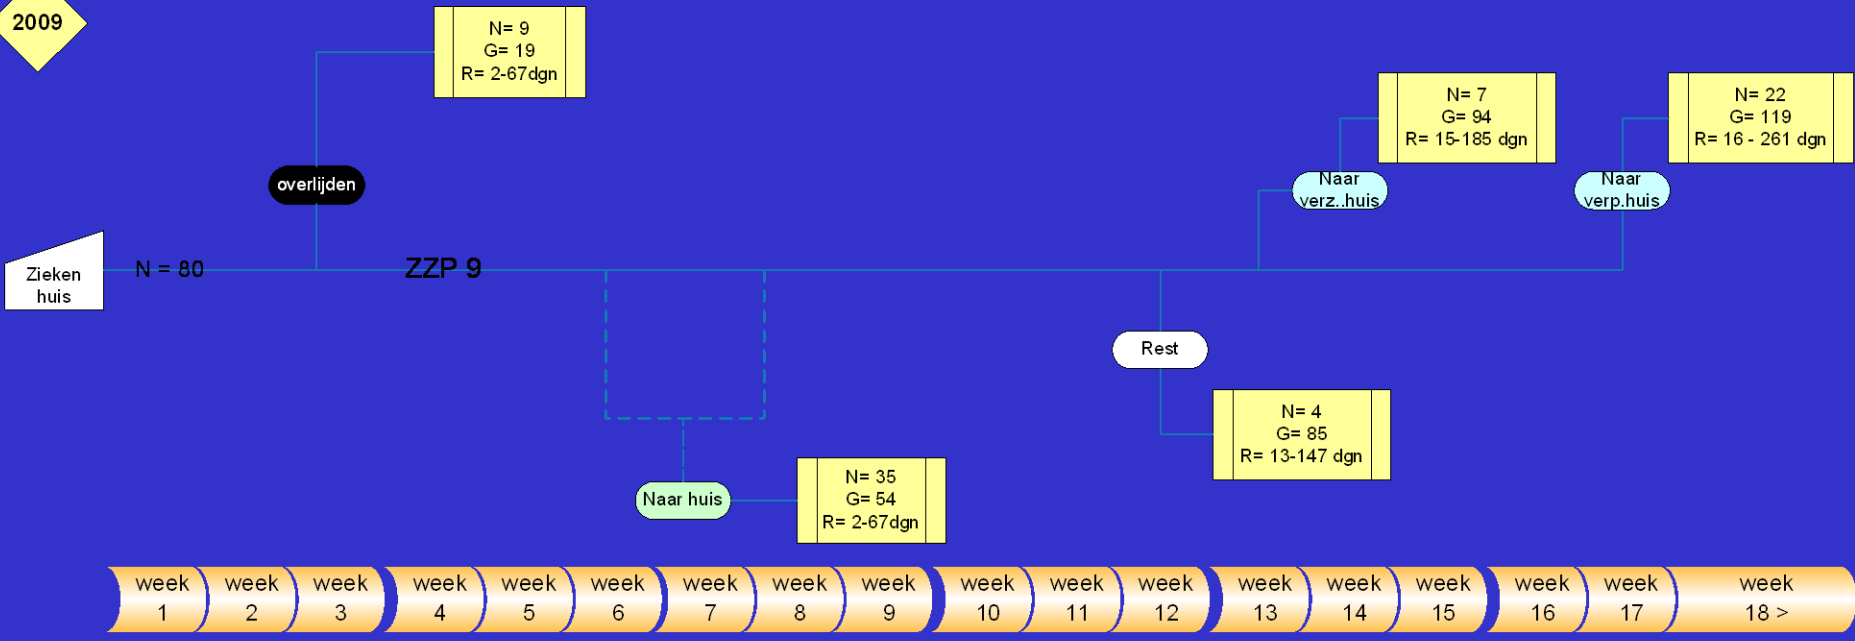 2009
N= 9
G= 19
R= 2-67dgn
N= 7
G= 94
R= 15-185 dgn
N= 22
G= 119
R= 16 - 261 dgn
overlijden
Naar
verz..huis
Naar
verp.huis
Zieken
huis
N = 80
ZZP 9
Rest
N= 4
G= 85
R= 13-147 dgn
Naar huis
N= 35
G= 54
R= 2-67dgn
week
1
week
2
week
3
week
4
week
5
week
6
week
7
week
8
week
9
week
10
week
11
week
12
week
13
week
14
week
15
week
16
week
17
week
18 >